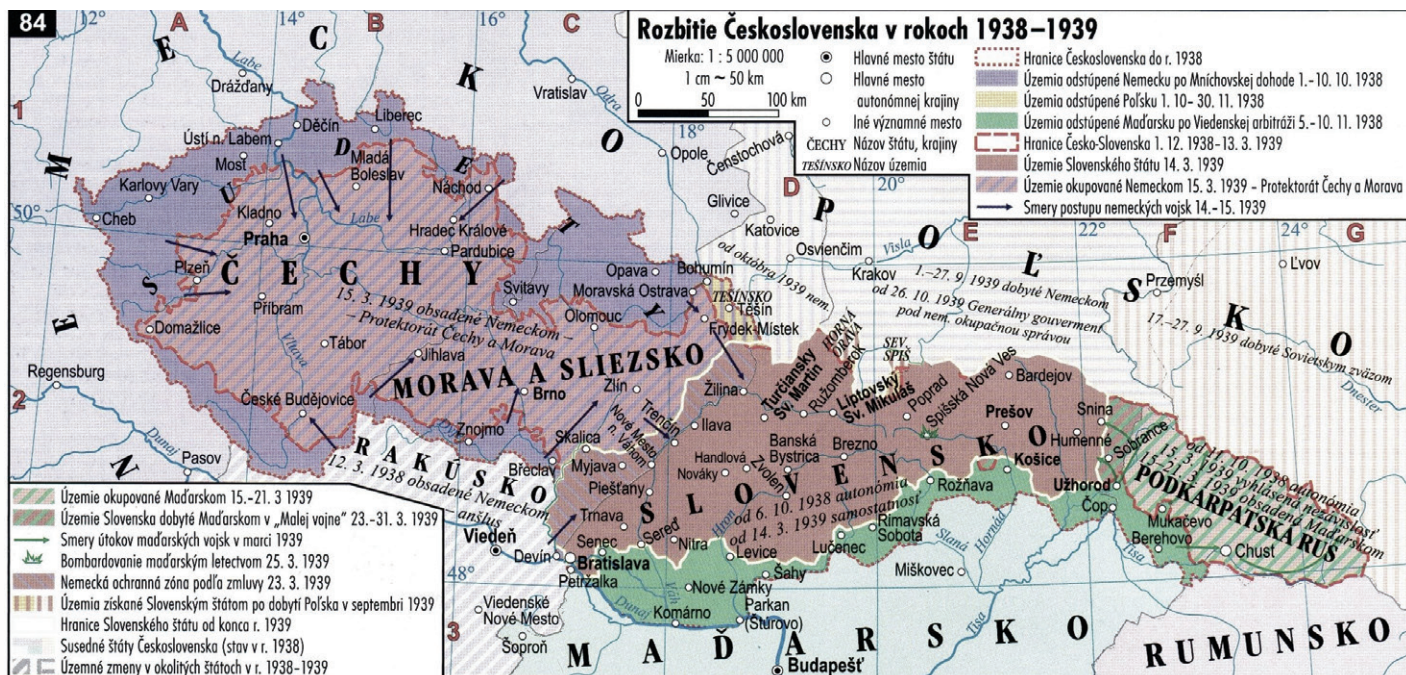 84
Rozbitie Československa v rokoch 1938–1939
Mierka: 1 : 5 000 000
1 cm ~ 50 km
0 50 100 km
Hlavné mesto štátu
Hlavné mesto
autonómnej krajiny
Iné významné mesto
ČECHY Názov štátu, krajiny
TEŠÍNSKO Názov územia
Hranice Československa do r. 1938
Územia odstúpené Nemecku po Mníchovskej dohode 1.-10. 10. 1938
Územia odstúpené Poľsku 1. 10- 30. 11. 1938
Územia odstúpené Maďarsku po Viedenskej arbitráži 5.-10. 11. 1938
Hranice Česko-Slovenska 1. 12. 1938-13. 3. 1939
Územie Slovenského štátu 14. 3. 1939
Územie okupované Nemeckom 15. 3. 1939 – Protektorát Čechy a Morava
Smery postupu nemeckých vojsk 14.-15. 1939
12° A 14° B 16° C
18° D 20° E 22° F 24° G
1
50°
2
48°
3
NEMECKO
SUDETY
POĽSKO
Labe
Drážďany
Vratislav
Odra
Děčín
Liberec
Ústí n. Labem
Most
Mladá
Boleslav
Opole
Čenstochová
Karlovy Vary
Náchod
Cheb
Kladno
Labe
Hradec Králové
Glivice
Katovice
Praha
Pardubice
Osvienčim
Visla
Krakov
Przemyśl
Ľvov
Plzeň
ČECHY
Opava
Bohumín
od októbra 1939 nem.
1.-27. 9. 1939 dobyté Nemeckom
od 26. 10. 1939 Generálny gouverment
pod nem. okupačnou správou
17.-27. 9. 1939 dobyté Sovietskym zväzom
Příbram
15. 3. 1939 obsadené Nemeckom –
– Protektorát Čechy a Morava
Svitavy
Moravská Ostrava
TEŠÍNSKO
Těšín
Olomouc
Frýdek-Místek
Domažlice
Vltava
Tábor
Jihlava
MORAVA A SLIEZSKO
HORNÁ
ORAVA
SEV.
SPIŠ
Dnester
Regensburg
Zlín
Brno
Žilina
Turčiansky
Sv. Martin
Ružomberok
Liptovský
Sv. Mikuláš
Poprad
Spišská Nová Ves
Bardejov
České Budějovice
Trenčín
Prešov
Snina
Znojmo
Dyje
Nové Mesto
n. Váhom
Ilava
Banská
Bystrica
Brezno
Humenné
Sobrance
Dunaj
Pasov
RAKÚSKO
12. 3. 1938 obsadené Nemeckom
anšlus
Skalica
Břeclav
Myjava
Handlová
Nováky
Zvolen
Košice
Užhorod
od 11. 10. 1938 autonómia
15. 3. 1939 vyhlásená nezávislosť
15.-21. 3. 1939 obsadená Maďarskom
PODKARPATSKÁ RUS
Piešťany
SLOVENSKO
od 6. 10. 1938 autonómia
od 14. 3. 1939 samostatnosť
Rožňava
Čop
Mukačevo
Trnava
Hron
Rimavská
Sobota
Slaná
Hornád
Berehovo
Chust
Tisa
Viedeň
Devín
Senec
Sereď
Nitra
Levice
Lučenec
Bratislava
Petržalka
Šahy
Miškovec
Nové Zámky
Váh
Dunaj
Viedenské
Nové Mesto
Komárno
Parkan
(Štúrovo)
Tisa
Šoproň
MAĎARSKO
RUMUNSKO
Budapešť
Územie okupované Maďarskom 15.-21. 3 1939
Územie Slovenska dobyté Maďarskom v „Malej vojne” 23.-31. 3. 1939
Smery útokov maďarských vojsk v marci 1939
Bombardovanie maďarským letectvom 25. 3. 1939
Nemecká ochranná zóna podľa zmluvy 23. 3. 1939
Územia získané Slovenským štátom po dobytí Poľska v septembri 1939
Hranice Slovenského štátu od konca r. 1939
Susedné štáty Československa (stav v r. 1938)
Územné zmeny v okolitých štátoch v r. 1938-1939